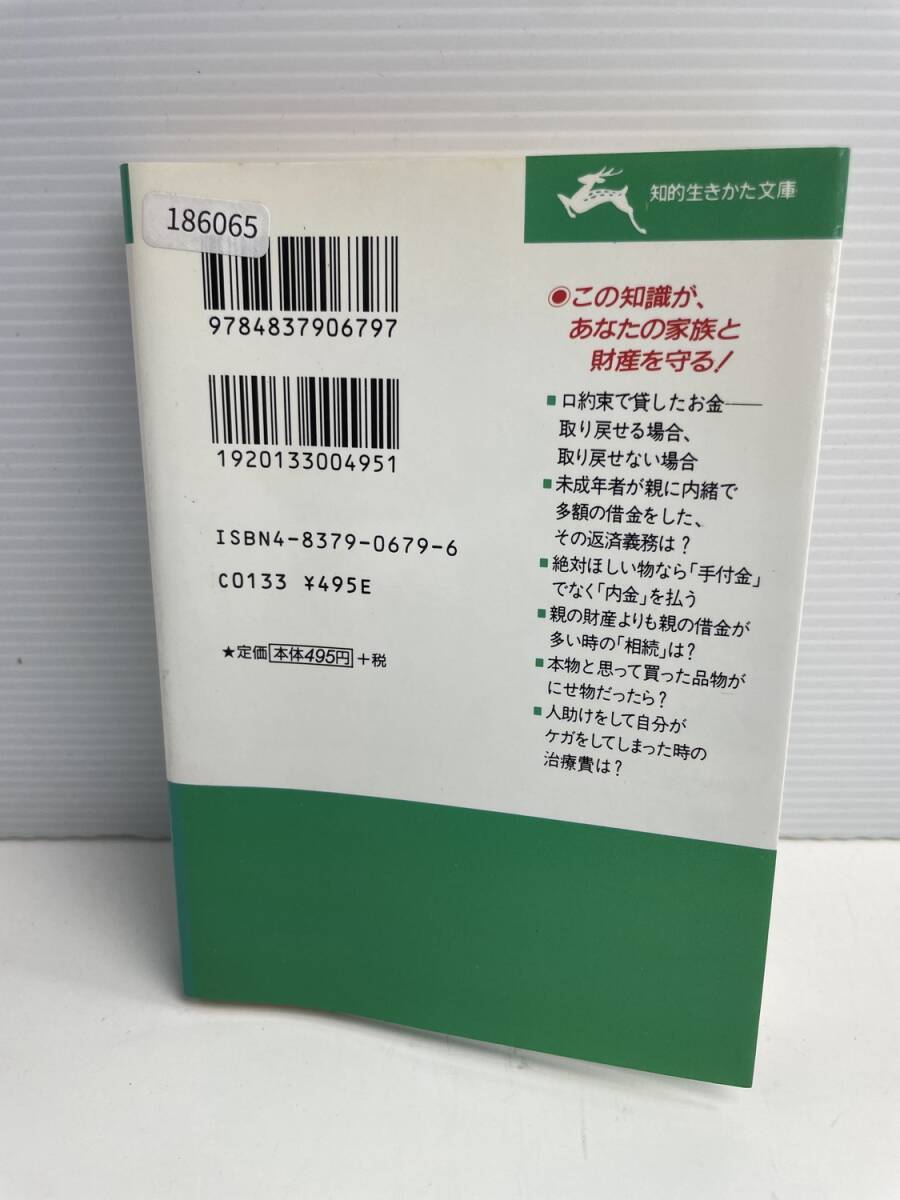 186065
9784837906797
1920133004951
ISBN4-8379-0679-6
C0133 ¥495E
★定価 本体495円 +税
知的生きかた文庫
◉この知識が、
あなたの家族と
財産を守る!
■口約束で貸したお金――
取り戻せる場合、
取り戻せない場合
■未成年者が親に内緒で
多額の借金をした、
その返済義務は?
■絶対ほしい物なら「手付金」
でなく「内金」を払う
■親の財産よりも親の借金が
多い時の「相続」は?
■本物と思って買った品物が
にせ物だったら?
■人助けをして自分が
ケガをしてしまった時の
治療費は?